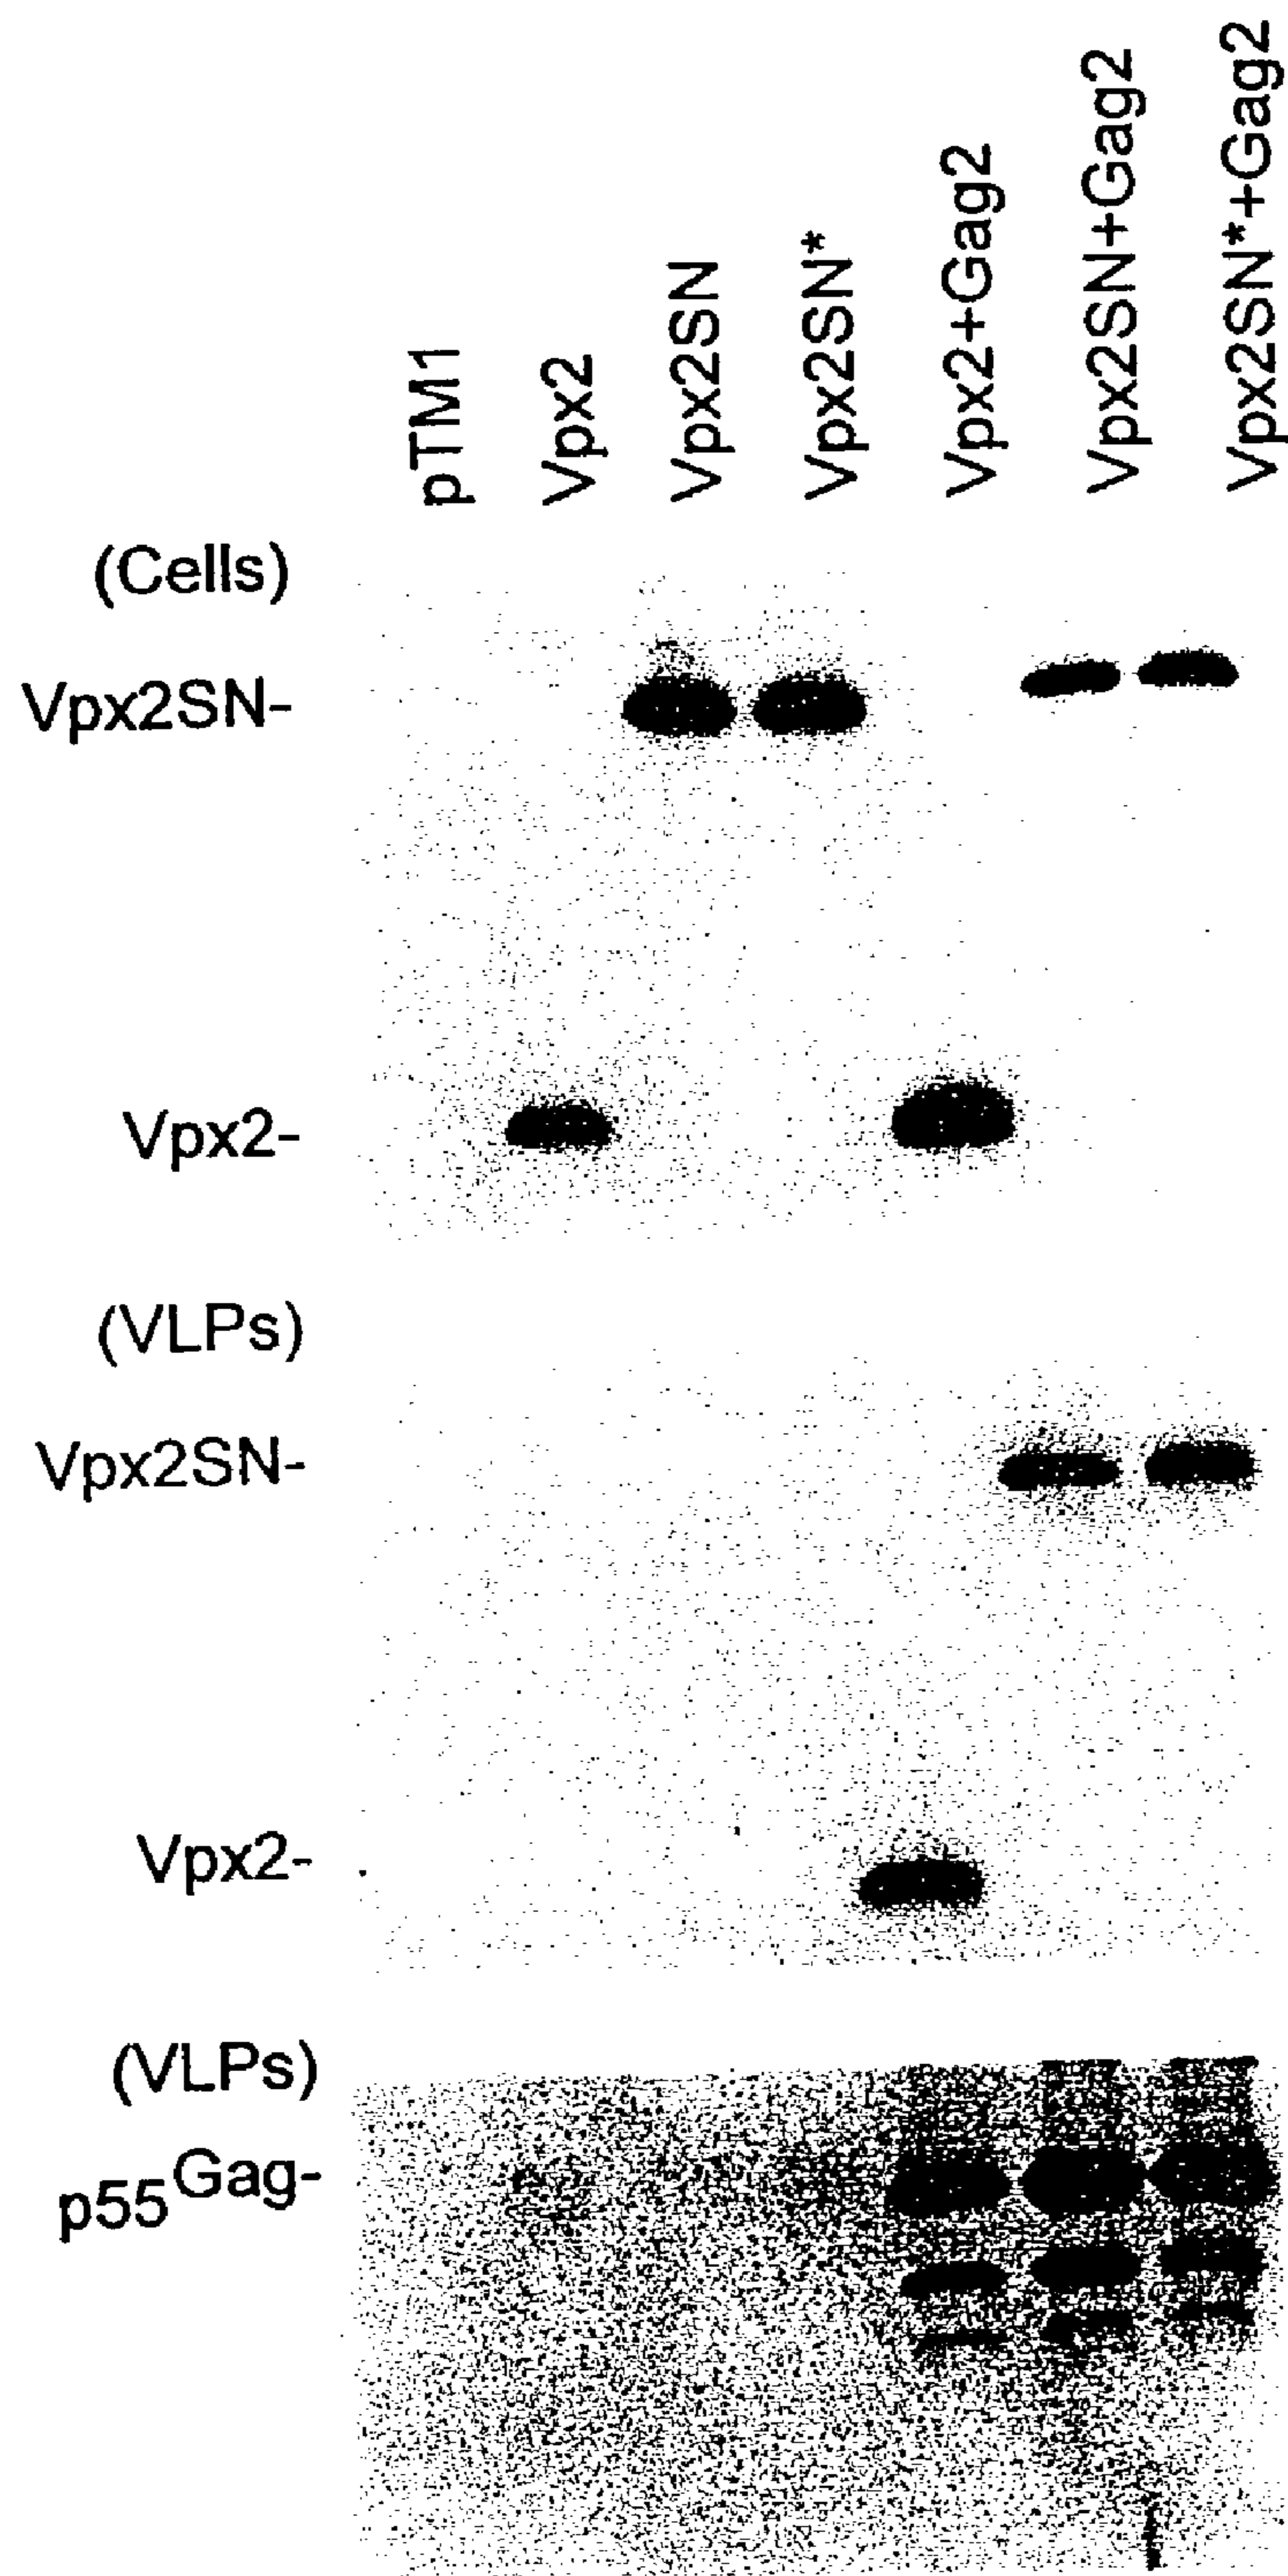 pTM1
Vpx2
Vpx2SN
Vpx2SN*
Vpx2+Gag2
Vpx2SN+Gag2
Vpx2SN*+Gag2
(Cells)
Vpx2SN-
Vpx2-
(VLPs)
Vpx2SN-
Vpx2-
(VLPs)
p55Gag-